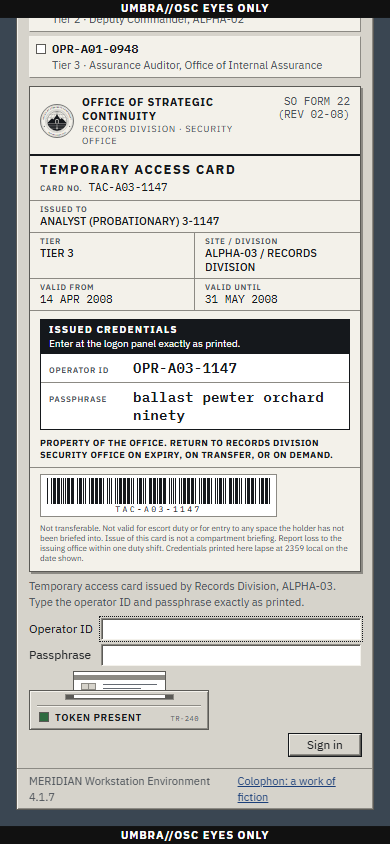 UMBRA//OSC EYES ONLY
Tier 2 · Deputy Commander, ALPHA-02
OPR-A01-0948
Tier 3 · Assurance Auditor, Office of Internal Assurance
OFFICE OF STRATEGIC
CONTINUITY
RECORDS DIVISION · SECURITY
OFFICE
SO FORM 22
(REV 02-08)
TEMPORARY ACCESS CARD
CARD NO. TAC-A03-1147
ISSUED TO
ANALYST (PROBATIONARY) 3-1147
TIER
TIER 3
SITE / DIVISION
ALPHA-03 / RECORDS
DIVISION
VALID FROM
14 APR 2008
VALID UNTIL
31 MAY 2008
ISSUED CREDENTIALS
Enter at the logon panel exactly as printed.
OPERATOR ID OPR-A03-1147
PASSPHRASE ballast pewter orchard
ninety
PROPERTY OF THE OFFICE. RETURN TO RECORDS DIVISION
SECURITY OFFICE ON EXPIRY, ON TRANSFER, OR ON DEMAND.
TAC-A03-1147
Not transferable. Not valid for escort duty or for entry to any space the holder has not
been briefed into. Issue of this card is not a compartment briefing. Report loss to the
issuing office within one duty shift. Credentials printed here lapse at 2359 local on the
date shown.
Temporary access card issued by Records Division, ALPHA-03.
Type the operator ID and passphrase exactly as printed.
Operator ID
Passphrase
TOKEN PRESENT TR-240
Sign in
MERIDIAN Workstation Environment
4.1.7
Colophon: a work of
fiction
UMBRA//OSC EYES ONLY